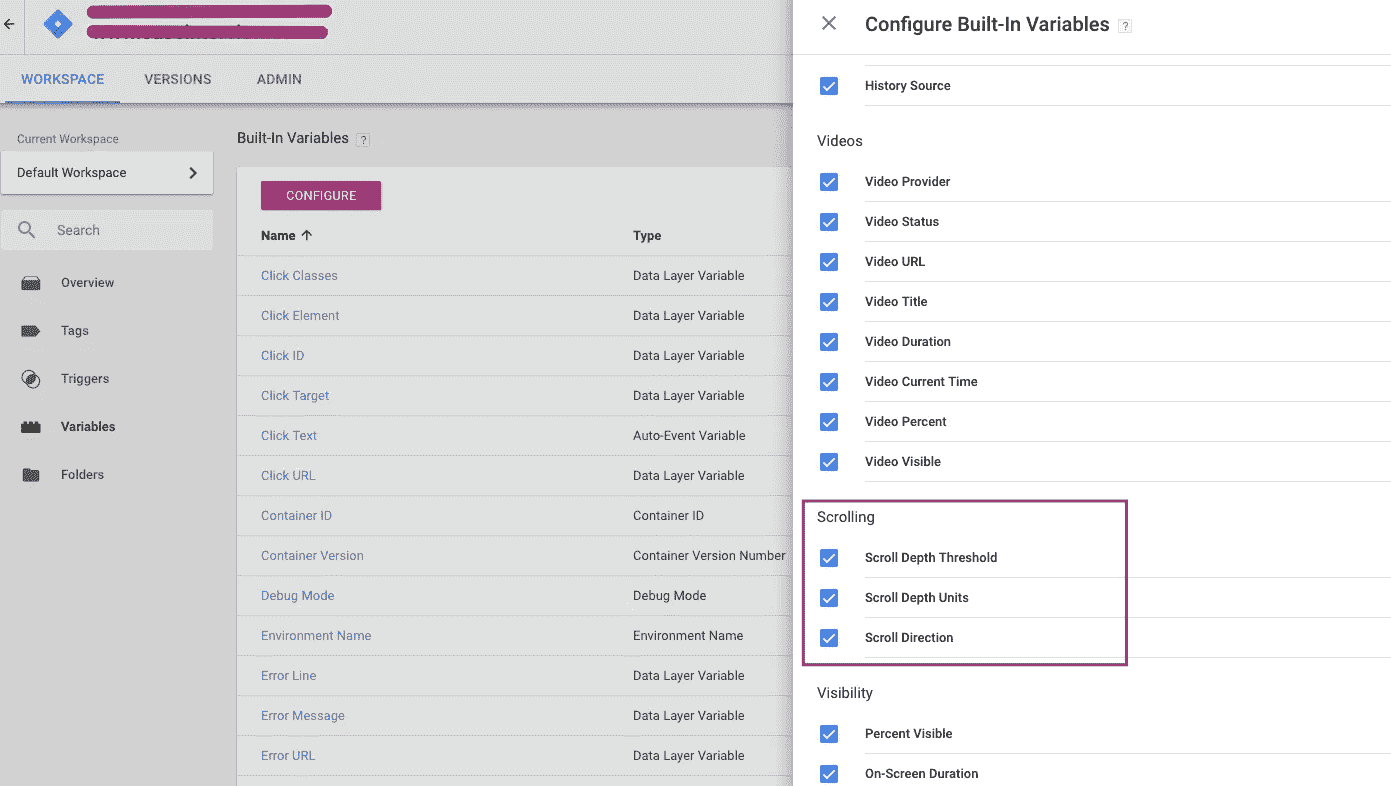 WORKSPACE VERSIONS ADMIN
Current Workspace
Default Workspace
Search
Overview
Tags
Triggers
Variables
Folders
Built-In Variables ?
CONFIGURE
Name Type
Click Classes Data Layer Variable
Click Element Data Layer Variable
Click ID Data Layer Variable
Click Target Data Layer Variable
Click Text Auto-Event Variable
Click URL Data Layer Variable
Container ID Container ID
Container Version Container Version Number
Debug Mode Debug Mode
Environment Name Environment Name
Error Line Data Layer Variable
Error Message Data Layer Variable
Error URL Data Layer Variable
Configure Built-In Variables ?
History Source
Videos
Video Provider
Video Status
Video URL
Video Title
Video Duration
Video Current Time
Video Percent
Video Visible
Scrolling
Scroll Depth Threshold
Scroll Depth Units
Scroll Direction
Visibility
Percent Visible
On-Screen Duration